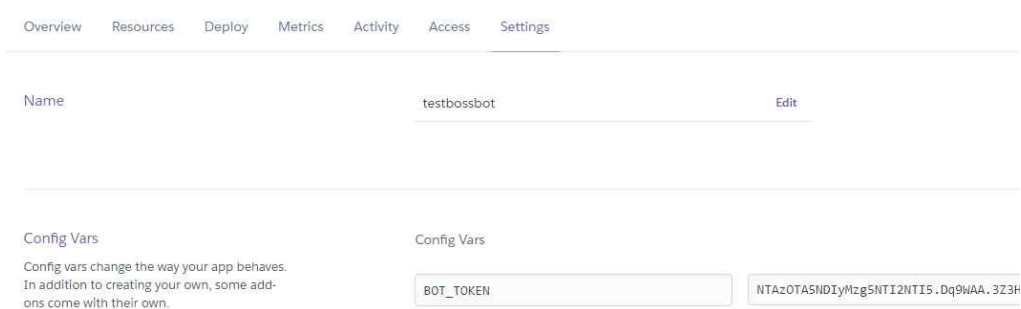 Overview Resources Deploy Metrics Activity Access Settings
Name
testbossbot Edit
Config Vars
Config vars change the way your app behaves.
In addition to creating your own, some add-
ons come with their own.
Config Vars
BOT_TOKEN NTAzOTA5NDIyMzg5NTI2NTI5.Dq9WAA.3Z3H